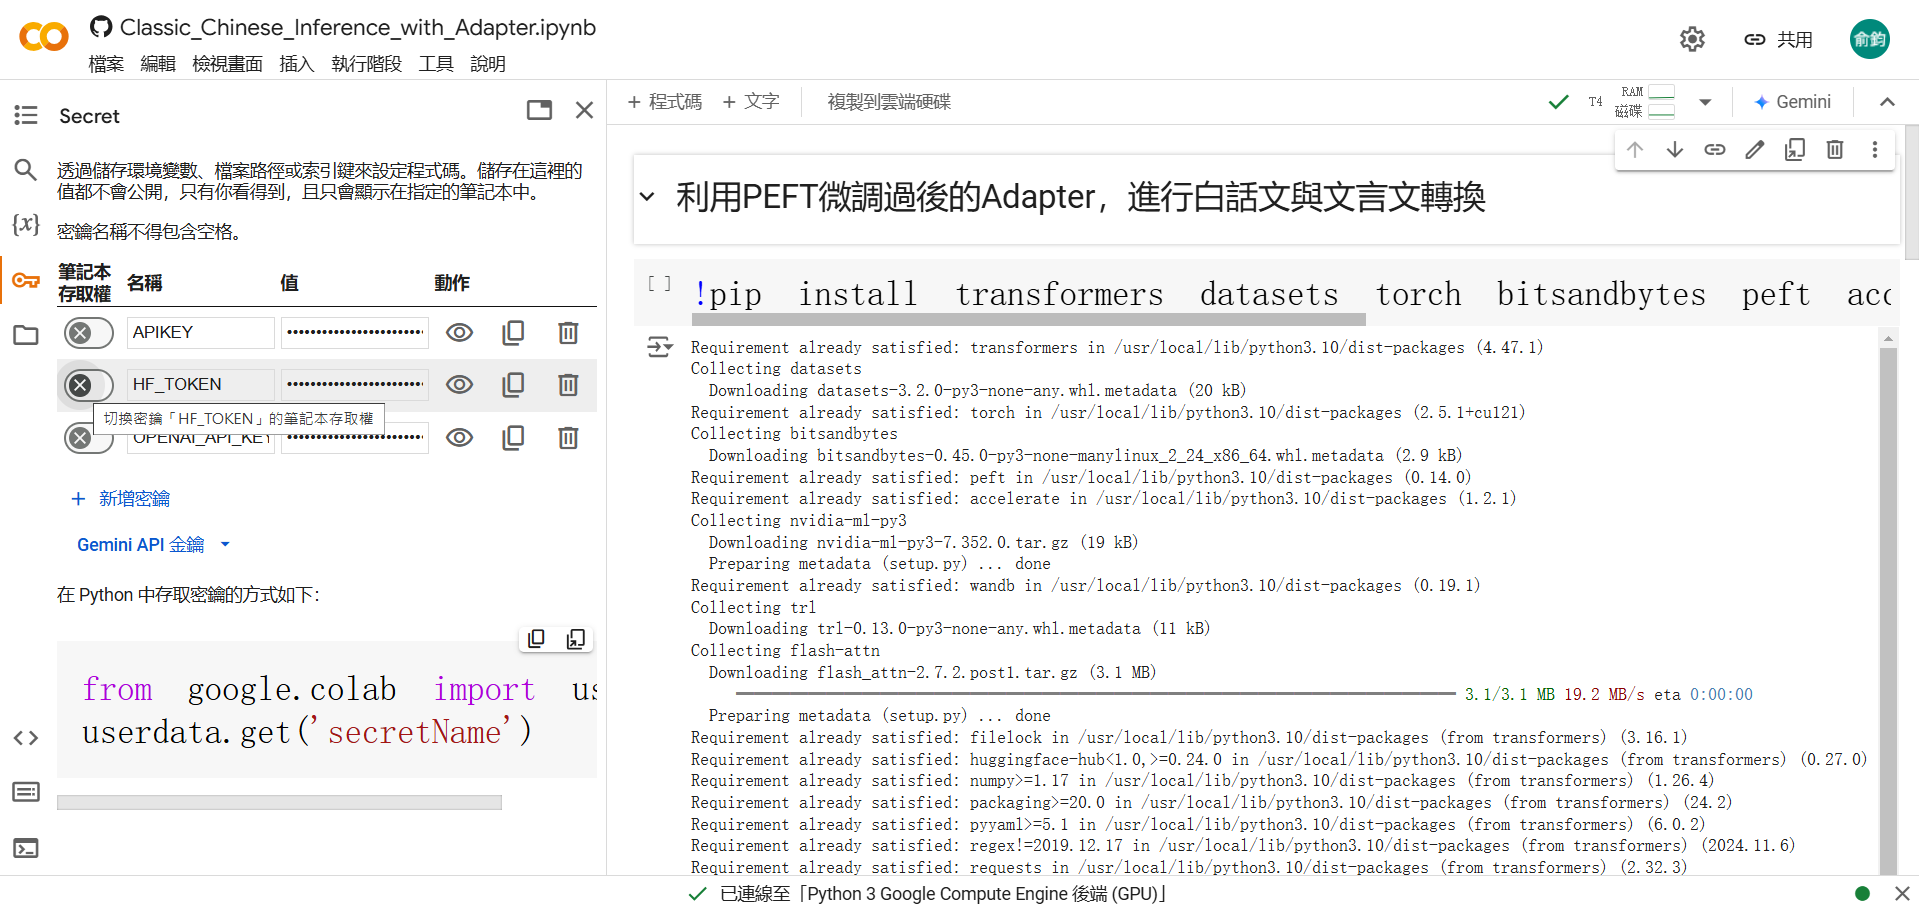 Classic_Chinese_Inference_with_Adapter.ipynb
檔案 編輯 檢視畫面 插入 執行階段 工具 說明
共用
俞鈞
Secret
透過儲存環境變數、檔案路徑或索引鍵來設定程式碼。儲存在這裡的
值都不會公開，只有你看得到，且只會顯示在指定的筆記本中。
密鑰名稱不得包含空格。
筆記本
存取權 名稱 值 動作
APIKEY ••••••••••••••••••••••••
HF_TOKEN ••••••••••••••••••••••••
切換密鑰「HF_TOKEN」的筆記本存取權
OPENAI_API_KEY ••••••••••••••••••••••••
+ 新增密鑰
Gemini API 金鑰
在 Python 中存取密鑰的方式如下：
from google.colab import us
userdata.get('secretName')
+ 程式碼 + 文字 複製到雲端硬碟
T4 RAM
磁碟
Gemini
利用PEFT微調過後的Adapter，進行白話文與文言文轉換
[ ] !pip install transformers datasets torch bitsandbytes peft acc
Requirement already satisfied: transformers in /usr/local/lib/python3.10/dist-packages (4.47.1)
Collecting datasets
Downloading datasets-3.2.0-py3-none-any.whl.metadata (20 kB)
Requirement already satisfied: torch in /usr/local/lib/python3.10/dist-packages (2.5.1+cu121)
Collecting bitsandbytes
Downloading bitsandbytes-0.45.0-py3-none-manylinux_2_24_x86_64.whl.metadata (2.9 kB)
Requirement already satisfied: peft in /usr/local/lib/python3.10/dist-packages (0.14.0)
Requirement already satisfied: accelerate in /usr/local/lib/python3.10/dist-packages (1.2.1)
Collecting nvidia-ml-py3
Downloading nvidia-ml-py3-7.352.0.tar.gz (19 kB)
Preparing metadata (setup.py) ... done
Requirement already satisfied: wandb in /usr/local/lib/python3.10/dist-packages (0.19.1)
Collecting trl
Downloading trl-0.13.0-py3-none-any.whl.metadata (11 kB)
Collecting flash-attn
Downloading flash_attn-2.7.2.post1.tar.gz (3.1 MB)
3.1/3.1 MB 19.2 MB/s eta 0:00:00
Preparing metadata (setup.py) ... done
Requirement already satisfied: filelock in /usr/local/lib/python3.10/dist-packages (from transformers) (3.16.1)
Requirement already satisfied: huggingface-hub<1.0,>=0.24.0 in /usr/local/lib/python3.10/dist-packages (from transformers) (0.27.0)
Requirement already satisfied: numpy>=1.17 in /usr/local/lib/python3.10/dist-packages (from transformers) (1.26.4)
Requirement already satisfied: packaging>=20.0 in /usr/local/lib/python3.10/dist-packages (from transformers) (24.2)
Requirement already satisfied: pyyaml>=5.1 in /usr/local/lib/python3.10/dist-packages (from transformers) (6.0.2)
Requirement already satisfied: regex!=2019.12.17 in /usr/local/lib/python3.10/dist-packages (from transformers) (2024.11.6)
Requirement already satisfied: requests in /usr/local/lib/python3.10/dist-packages (from transformers) (2.32.3)
已連線至「Python 3 Google Compute Engine 後端 (GPU)」